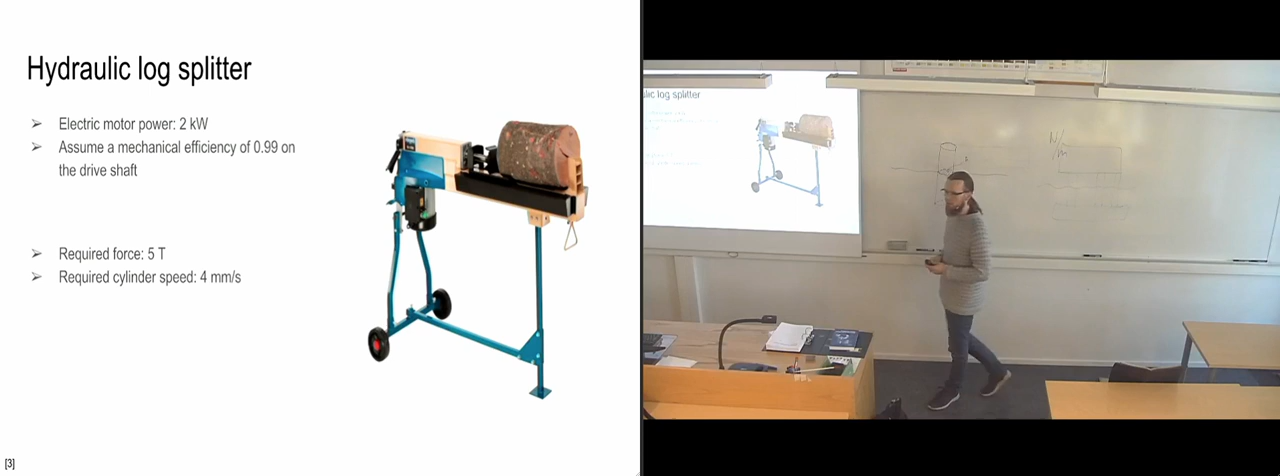 Hydraulic log splitter
➢ Electric motor power: 2 kW
➢ Assume a mechanical efficiency of 0.99 on
the drive shaft
➢ Required force: 5 T
➢ Required cylinder speed: 4 mm/s
[3]
lic log splitter
N/m